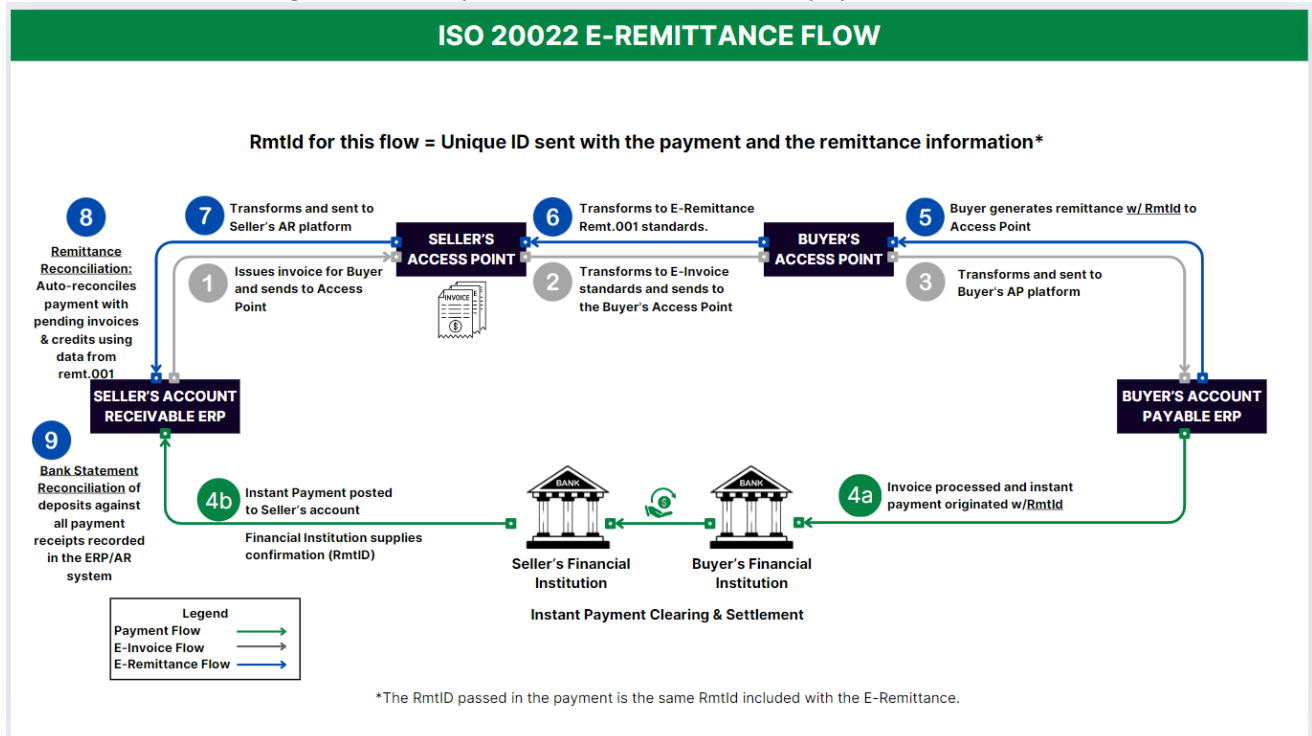 ISO 20022 E-REMITTANCE FLOW
RmtId for this flow = Unique ID sent with the payment and the remittance information*
8
Remittance
Reconciliation:
Auto-reconciles
payment with
pending invoices
& credits using
data from
remt.001
7
Transforms and sent to
Seller's AR platform
1
Issues invoice for Buyer
and sends to Access
Point
SELLER'S
ACCESS POINT
INVOICE
6
Transforms to E-Remittance
Remt.001 standards.
2
Transforms to E-Invoice
standards and sends to
the Buyer's Access Point
BUYER'S
ACCESS POINT
5
Buyer generates remittance w/ RmtId to
Access Point
3
Transforms and sent to
Buyer's AP platform
SELLER'S ACCOUNT
RECEIVABLE ERP
BUYER'S ACCOUNT
PAYABLE ERP
9
Bank Statement
Reconciliation of
deposits against
all payment
receipts recorded
in the ERP/AR
system
4b
Instant Payment posted
to Seller's account
Financial Institution supplies
confirmation (RmtID)
BANK
Seller's Financial
Institution
BANK
Buyer's Financial
Institution
4a
Invoice processed and instant
payment originated w/RmtId
Instant Payment Clearing & Settlement
Legend
Payment Flow
E-Invoice Flow
E-Remittance Flow
*The RmtID passed in the payment is the same RmtId included with the E-Remittance.